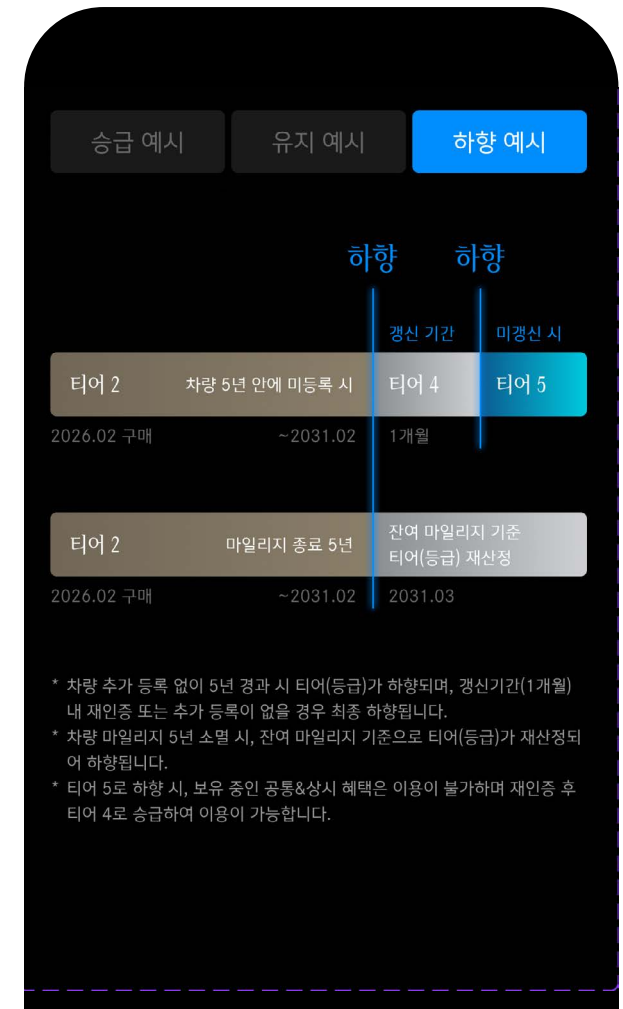 승급 예시 유지 예시 하향 예시
하향 하향
갱신 기간 미갱신 시
티어 2 차량 5년 안에 미등록 시 티어 4 티어 5
2026.02 구매 ~2031.02 1개월
티어 2 마일리지 종료 5년 잔여 마일리지 기준
티어(등급) 재산정
2026.02 구매 ~2031.02 2031.03
* 차량 추가 등록 없이 5년 경과 시 티어(등급)가 하향되며, 갱신기간(1개월)
내 재인증 또는 추가 등록이 없을 경우 최종 하향됩니다.
* 차량 마일리지 5년 소멸 시, 잔여 마일리지 기준으로 티어(등급)가 재산정되
어 하향됩니다.
* 티어 5로 하향 시, 보유 중인 공통&상시 혜택은 이용이 불가하며 재인증 후
티어 4로 승급하여 이용이 가능합니다.